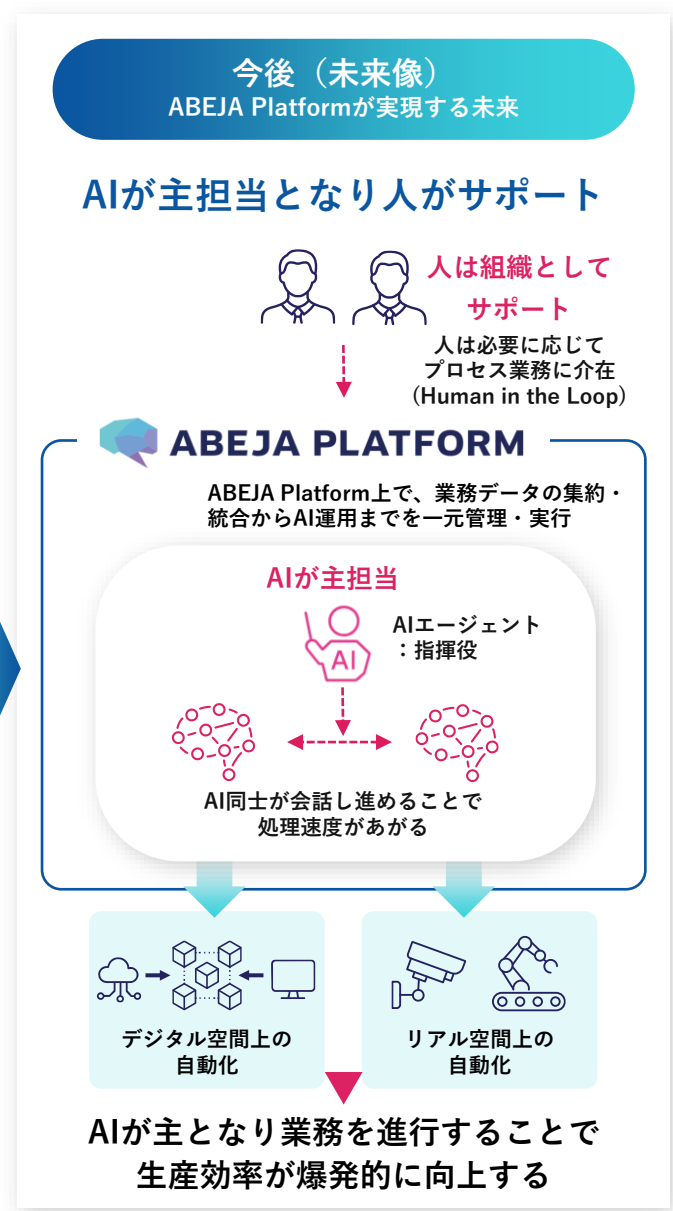 今後（未来像）
ABEJA Platformが実現する未来
AIが主担当となり人がサポート
人は組織として
サポート
人は必要に応じて
プロセス業務に介在
(Human in the Loop)
ABEJA PLATFORM
ABEJA Platform上で、業務データの集約・
統合からAI運用までを一元管理・実行
AIが主担当
AI
AIエージェント
：指揮役
AI同士が会話し進めることで
処理速度があがる
デジタル空間上の
自動化
リアル空間上の
自動化
AIが主となり業務を進行することで
生産効率が爆発的に向上する